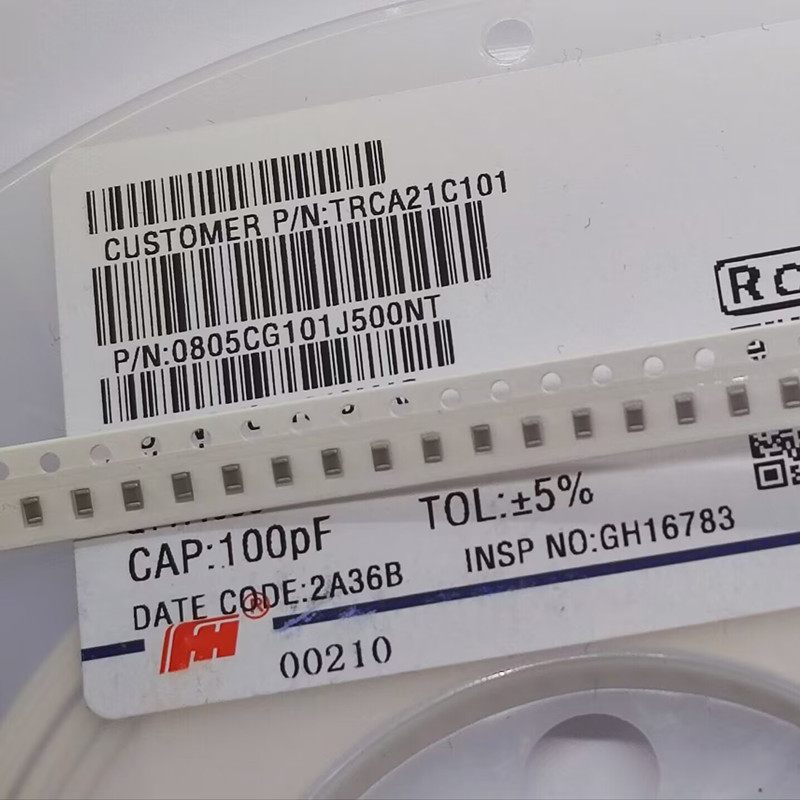 CUSTOMER P/N:TRCA21C101
P/N:0805CG101J500NT
CAP:100pF
TOL:±5%
DATE CODE:2A36B
INSP NO:GH16783
®
00210